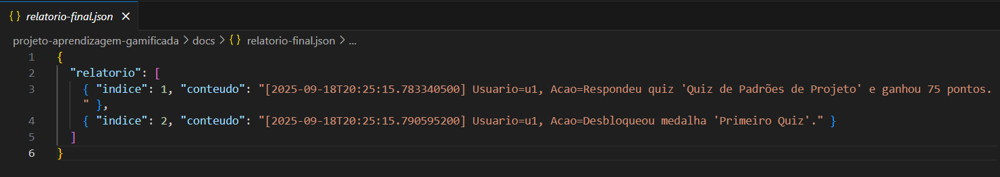 {} relatorio-final.json ×
projeto-aprendizagem-gamificada > docs > {} relatorio-final.json > ...
1 {
2 "relatorio": [
3 { "indice": 1, "conteudo": "[2025-09-18T20:25:15.783340500] Usuario=u1, Acao=Respondeu quiz 'Quiz de Padrões de Projeto' e ganhou 75 pontos.
" },
4 { "indice": 2, "conteudo": "[2025-09-18T20:25:15.790595200] Usuario=u1, Acao=Desbloqueou medalha 'Primeiro Quiz'." }
5 ]
6 }